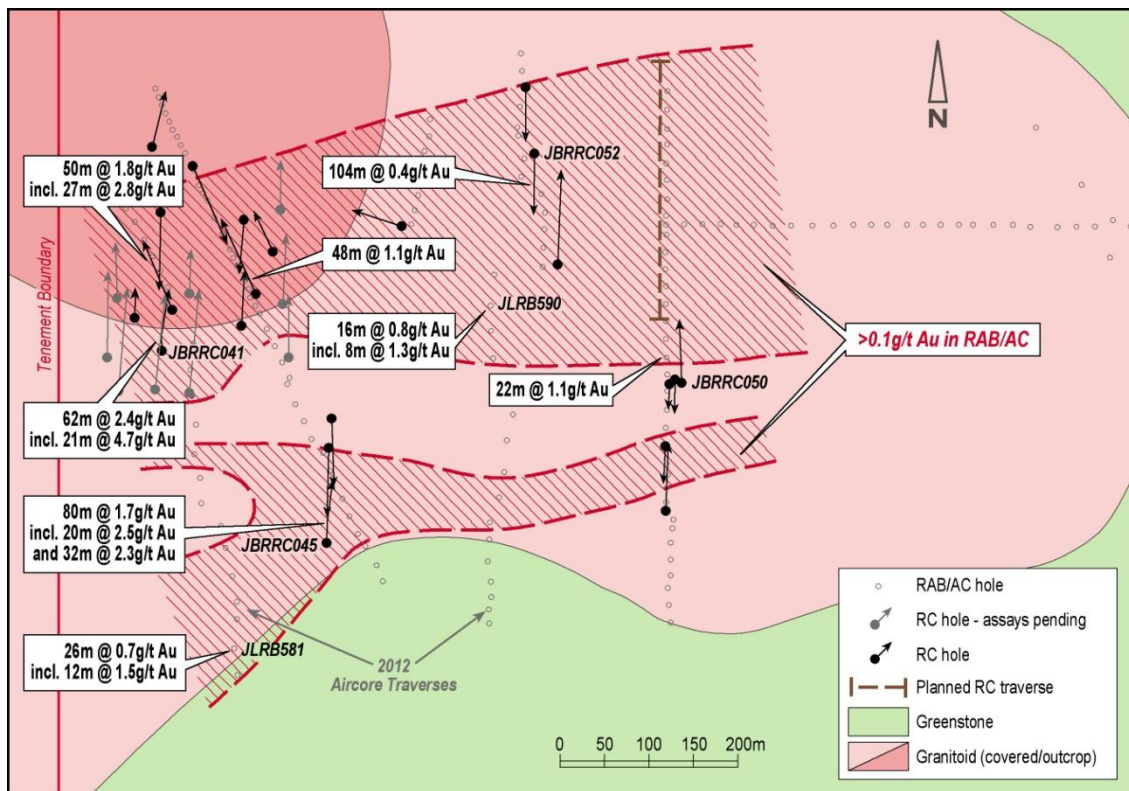 N
50m @ 1.8g/t Au
incl. 27m @ 2.8g/t Au
104m @ 0.4g/t Au
JBRRC052
48m @ 1.1g/t Au
JLRB590
16m @ 0.8g/t Au
incl. 8m @ 1.3g/t Au
>0.1g/t Au in RAB/AC
Tenement Boundary
JBRRC041
22m @ 1.1g/t Au
JBRRC050
62m @ 2.4g/t Au
incl. 21m @ 4.7g/t Au
80m @ 1.7g/t Au
incl. 20m @ 2.5g/t Au
and 32m @ 2.3g/t Au
JBRRC045
26m @ 0.7g/t Au
incl. 12m @ 1.5g/t Au
JLRB581
2012
Aircore Traverses
0 50 100 150 200m
RAB/AC hole
RC hole - assays pending
RC hole
Planned RC traverse
Greenstone
Granitoid (covered/outcrop)